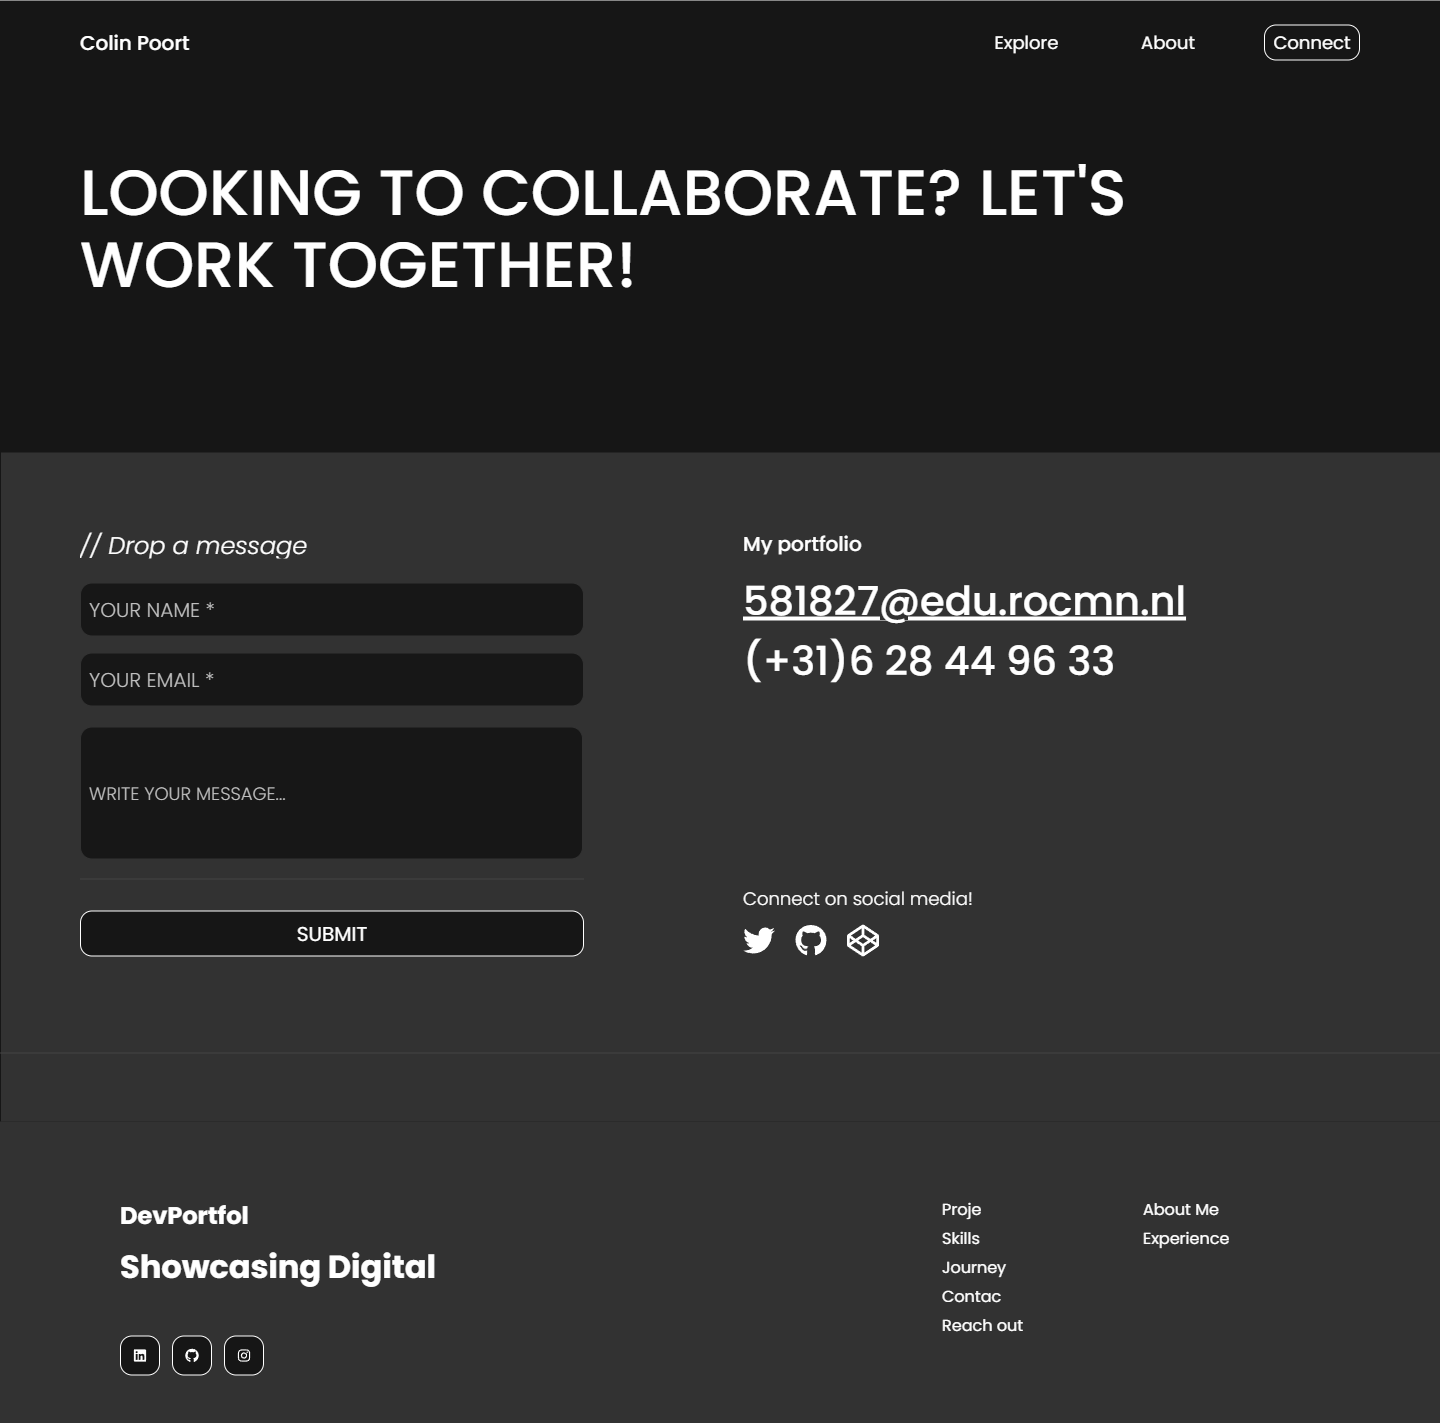 Colin Poort
Explore
About
Connect
LOOKING TO COLLABORATE? LET'S
WORK TOGETHER!
// Drop a message
YOUR NAME *
YOUR EMAIL *
WRITE YOUR MESSAGE...
SUBMIT
My portfolio
581827@edu.rocmn.nl
(+31)6 28 44 96 33
Connect on social media!
DevPortfol
Showcasing Digital
Proje
Skills
Journey
Contac
Reach out
About Me
Experience